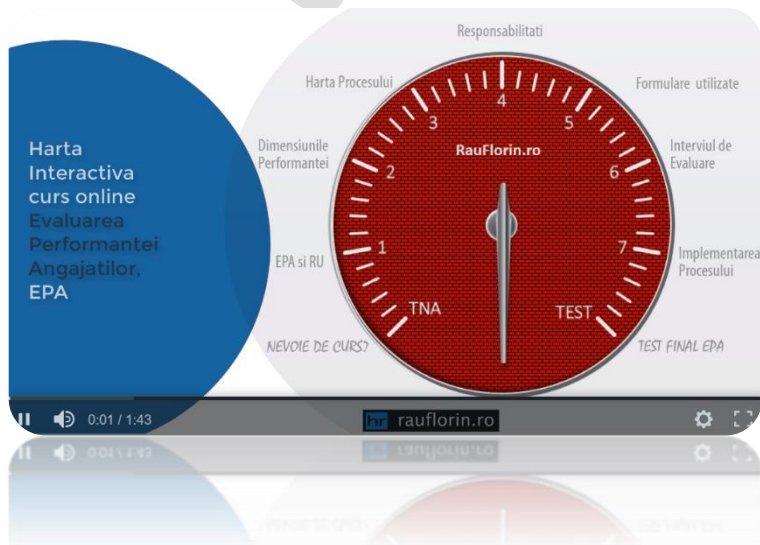 Harta
Interactiva
curs online
Evaluarea
Performantei
Angajatilor,
EPA
Responsabilitati
Harta Procesului
Formulare utilizate
Dimensiunile
Performantei
Interviul de
Evaluare
EPA si RU
Implementarea
Procesului
NEVOIE DE CURS?
TEST FINAL EPA
RauFlorin.ro
TNA
1
2
3
4
5
6
7
TEST
0:01 / 1:43
hr rauflorin.ro